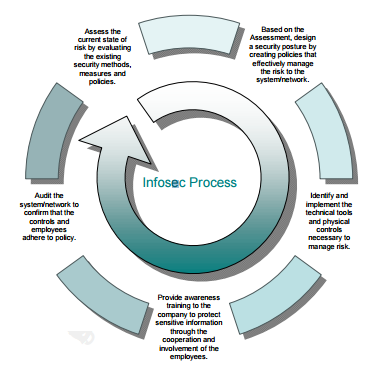 Assess the
current state of
risk by evaluating
the existing
security methods,
measures and
policies.
Based on the
Assessment, design
a security posture by
creating policies that
effectively manage
the risk to the
system/network.
Infosec Process
Identify and
implement the
technical tools
and physical
controls
necessary to
manage risk.
Provide awareness
training to the
company to protect
sensitive information
through the
cooperation and
involvement of the
employees.
Audit the
system/network to
confirm that the
controls and
employees
adhere to policy.